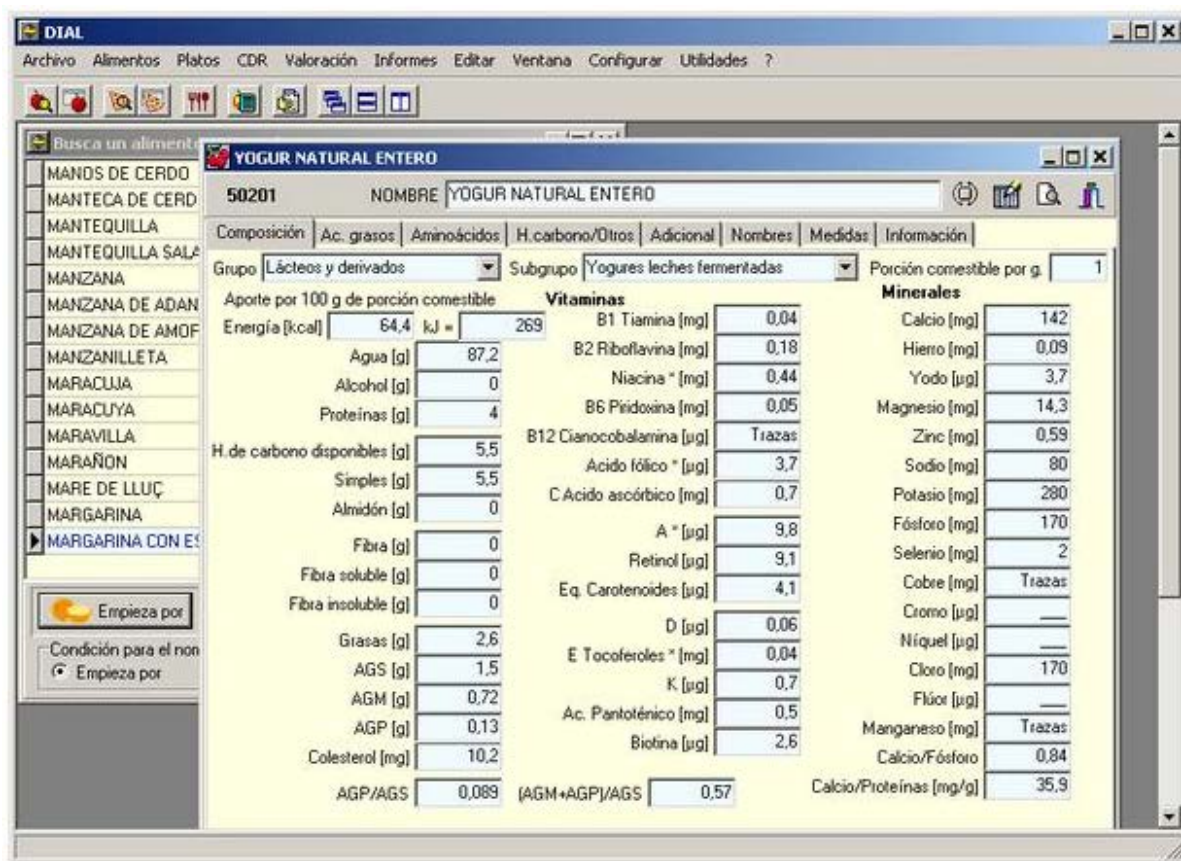 DIAL
Archivo Alimentos Platos CDR Valoración Informes Editar Ventana Configurar Utilidades ?
Busca un aliment
MANOS DE CERDO
MANTECA DE CERD
MANTEQUILLA
MANTEQUILLA SALA
MANZANA
MANZANA DE ADAN
MANZANA DE AMOF
MANZANILLETA
MARACUJA
MARACUYA
MARAVILLA
MARAÑON
MARE DE LLUÇ
MARGARINA
MARGARINA CON ES
Empieza por
Condición para el non
Empieza por
YOGUR NATURAL ENTERO
50201 NOMBRE YOGUR NATURAL ENTERO
Composición Ac. grasos Aminoácidos H.carbono/Otros Adicional Nombres Medidas Información
Grupo Lácteos y derivados Subgrupo Yogures leches fermentadas Porción comestible por g. 1
Aporte por 100 g de porción comestible
Energía [kcal] 64,4 kJ = 269
Agua [g] 87,2
Alcohol [g] 0
Proteínas [g] 4
H.de carbono disponibles [g] 5,5
Simples [g] 5,5
Almidón [g] 0
Fibra [g] 0
Fibra soluble [g] 0
Fibra insoluble [g] 0
Grasas [g] 2,6
AGS [g] 1,5
AGM [g] 0,72
AGP [g] 0,13
Colesterol [mg] 10,2
AGP/AGS 0,089 (AGM+AGP)/AGS 0,57
Vitaminas
B1 Tiamina [mg] 0,04
B2 Riboflavina [mg] 0,18
Niacina * [mg] 0,44
B6 Piridoxina [mg] 0,05
B12 Cianocobalamina [µg] Trazas
Acido fólico * [µg] 3,7
C Acido ascórbico [mg] 0,7
A * [µg] 9,8
Retinol [µg] 9,1
Eq. Carotenoides [µg] 4,1
D [µg] 0,06
E Tocoferoles * [mg] 0,04
K [µg] 0,7
Ac. Pantoténico [mg] 0,5
Biotina [µg] 2,6
Minerales
Calcio [mg] 142
Hierro [mg] 0,09
Yodo [µg] 3,7
Magnesio [mg] 14,3
Zinc [mg] 0,59
Sodio [mg] 80
Potasio [mg] 280
Fósforo [mg] 170
Selenio [mg] 2
Cobre [mg] Trazas
Cromo [µg] __
Níquel [µg] __
Cloro [mg] 170
Flúor [µg] __
Manganeso [mg] Trazas
Calcio/Fósforo 0,84
Calcio/Proteínas [mg/g] 35,9